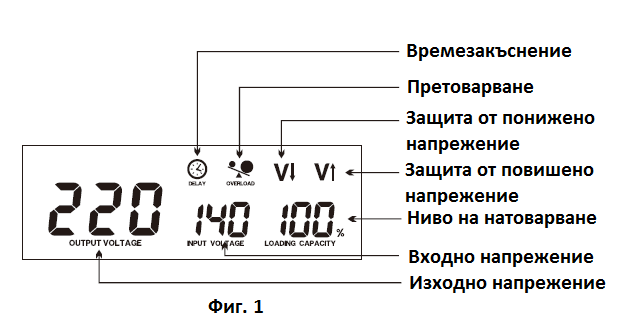 Времезакъснение
Претоварване
Защита от понижено
напрежение
Защита от повишено
напрежение
Ниво на натоварване
Входно напрежение
Изходно напрежение
DELAY
OVERLOAD
V↓
V↑
220
140
100%
OUTPUT VOLTAGE
INPUT VOLTAGE
LOADING CAPACITY
Фиг. 1